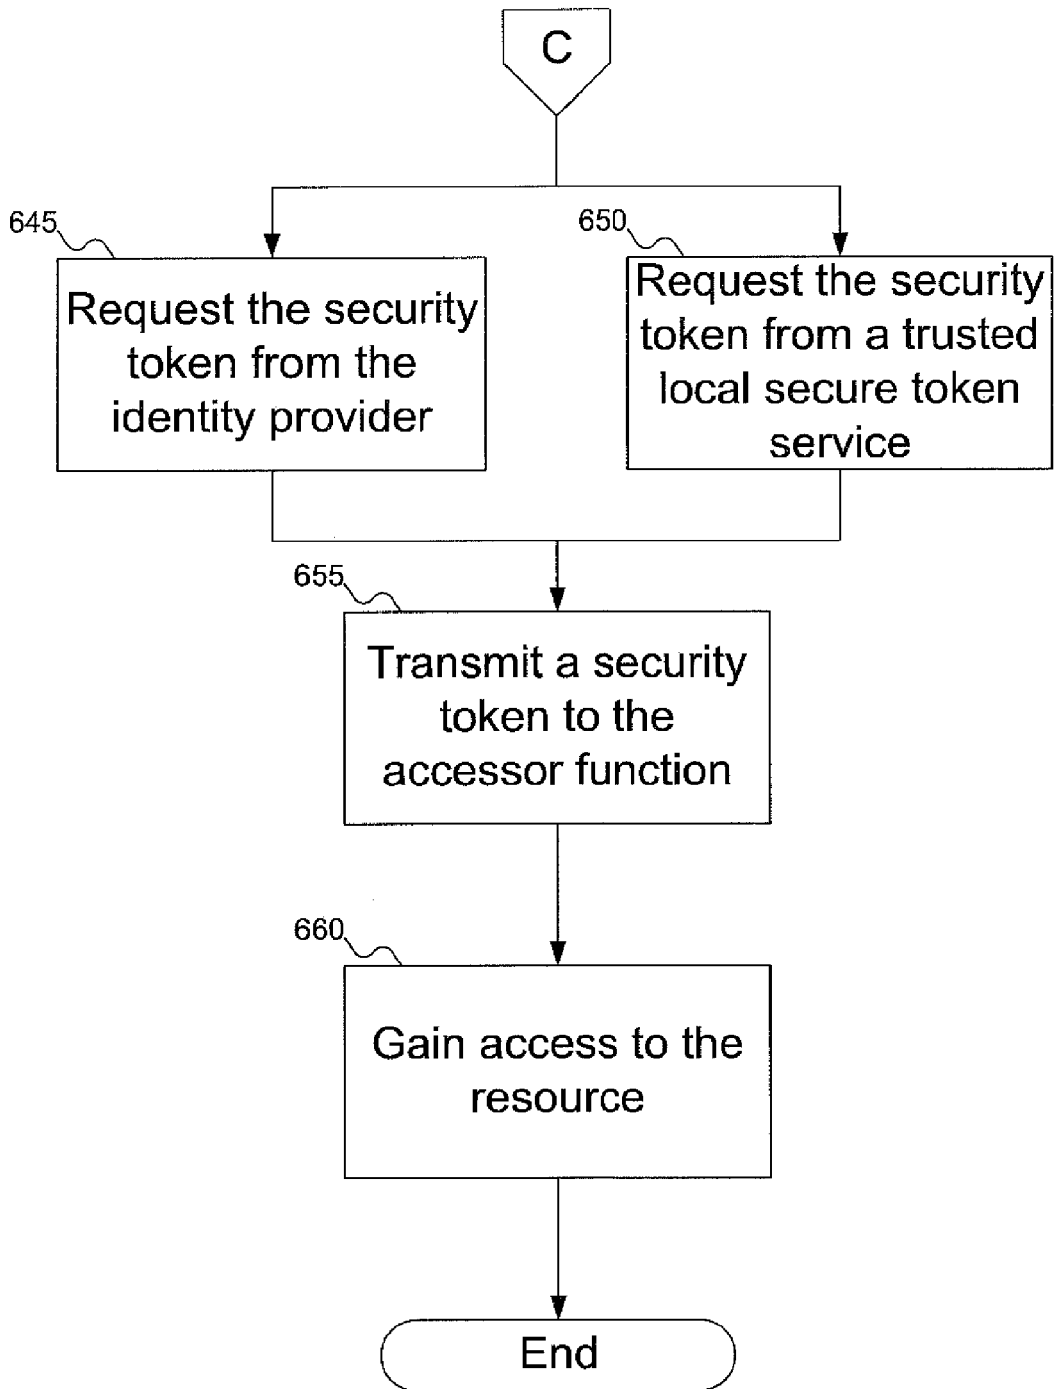 C
645
Request the security
token from the
identity provider
650
Request the security
token from a trusted
local secure token
service
655
Transmit a security
token to the
accessor function
660
Gain access to the
resource
End